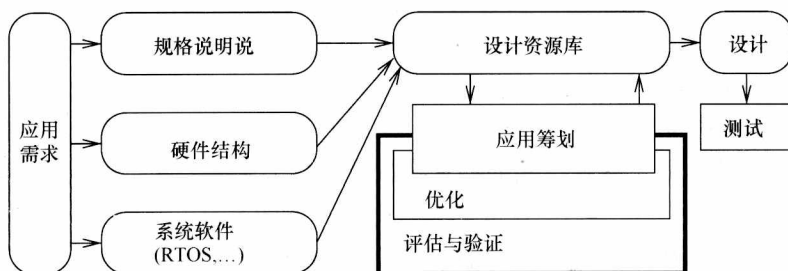 规格说明说
设计资源库
设计
应用
需求
硬件结构
应用筹划
测试
优化
系统软件
(RTOS,…)
评估与验证